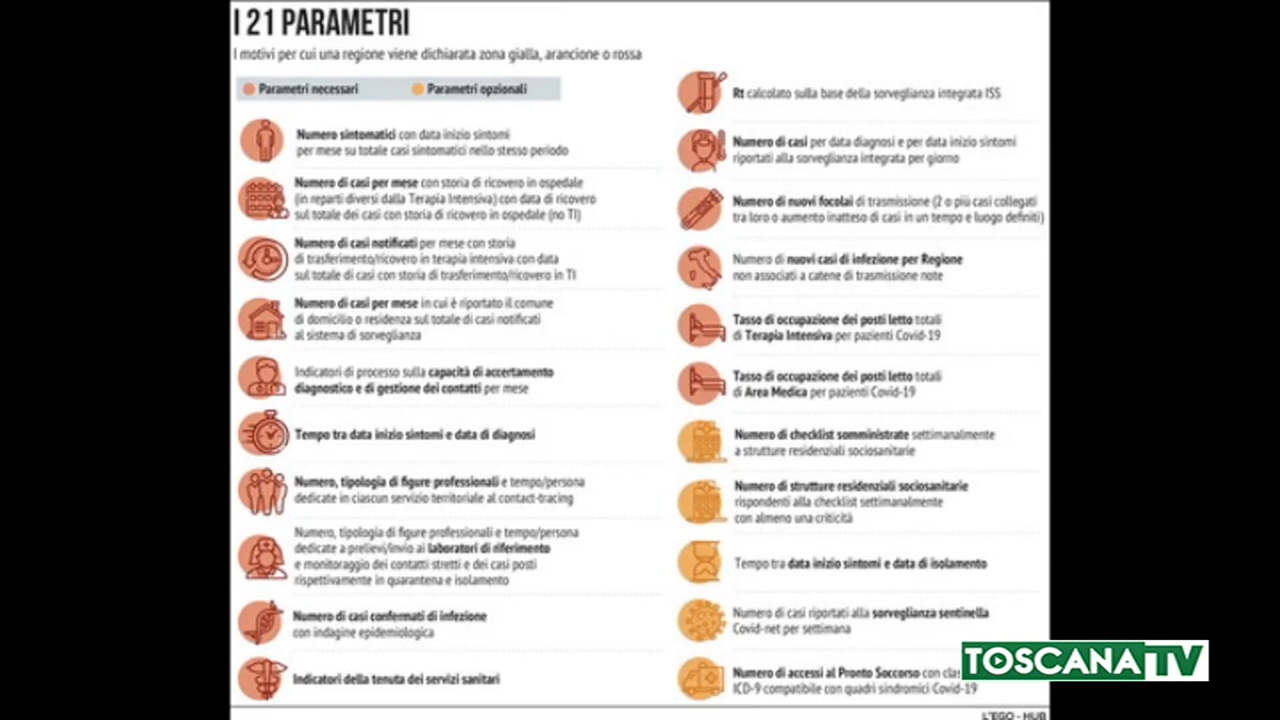 I 21 PARAMETRI
I motivi per cui una regione viene dichiarata zona gialla, arancione o rossa
Parametri necessari
Parametri opzionali
Numero sintomatici con data inizio sintomi
per mese su totale casi sintomatici nello stesso periodo
Numero di casi per mese con storia di ricovero in ospedale
(in reparti diversi dalla Terapia Intensiva) con data di ricovero
sul totale dei casi con storia di ricovero in ospedale (no TI)
Numero di casi notificati per mese con storia
di trasferimento/ricovero in terapia intensiva con data
sul totale di casi con storia di trasferimento/ricovero in TI
Numero di casi per mese in cui è riportato il comune
di domicilio o residenza sul totale di casi notificati
al sistema di sorveglianza
Indicatori di processo sulla capacità di accertamento
diagnostico e di gestione dei contatti per mese
Tempo tra data inizio sintomi e data di diagnosi
Numero, tipologia di figure professionali e tempo/persona
dedicate in ciascun servizio territoriale al contact-tracing
Numero, tipologia di figure professionali e tempo/persona
dedicate a prelievi/invio ai laboratori di riferimento
e monitoraggio dei contatti stretti e dei casi posti
rispettivamente in quarantena e isolamento
Numero di casi confermati di infezione
con indagine epidemiologica
Indicatori della tenuta dei servizi sanitari
Rt calcolato sulla base della sorveglianza integrata ISS
Numero di casi per data diagnosi e per data inizio sintomi
riportati alla sorveglianza integrata per giorno
Numero di nuovi focolai di trasmissione (2 o più casi collegati
tra loro o aumento inatteso di casi in un tempo e luogo definiti)
Numero di nuovi casi di infezione per Regione
non associati a catene di trasmissione note
Tasso di occupazione dei posti letto totali
di Terapia Intensiva per pazienti Covid-19
Tasso di occupazione dei posti letto totali
di Area Medica per pazienti Covid-19
Numero di checklist somministrate settimanalmente
a strutture residenziali sociosanitarie
Numero di strutture residenziali sociosanitarie
rispondenti alla checklist settimanalmente
con almeno una criticità
Tempo tra data inizio sintomi e data di isolamento
Numero di casi riportati alla sorveglianza sentinella
Covid-net per settimana
Numero di accessi al Pronto Soccorso con
ICD-9 compatibile con quadri sindromici Covid-19
TOSCANA TV
L'EGO - HUB